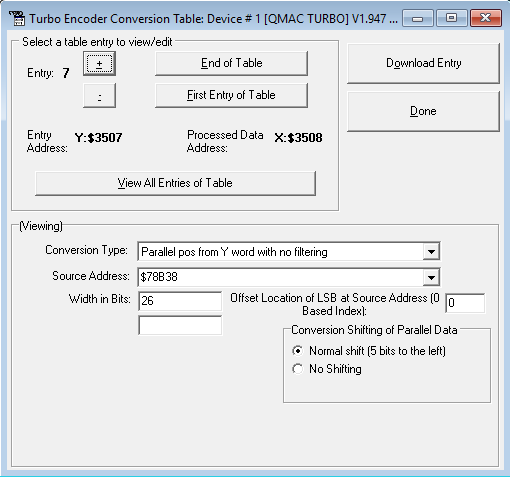 Turbo Encoder Conversion Table: Device # 1 [QMAC TURBO] V1.947 ...
Select a table entry to view/edit
Entry: 7
+
End of Table
Download Entry
-
First Entry of Table
Done
Entry Address: Y:$3507
Processed Data Address: X:$3508
View All Entries of Table
(Viewing)
Conversion Type: Parallel pos from Y word with no filtering
Source Address: $78B38
Width in Bits: 26
Offset Location of LSB at Source Address (0
Based Index): 0
Conversion Shifting of Parallel Data
Normal shift (5 bits to the left)
No Shifting